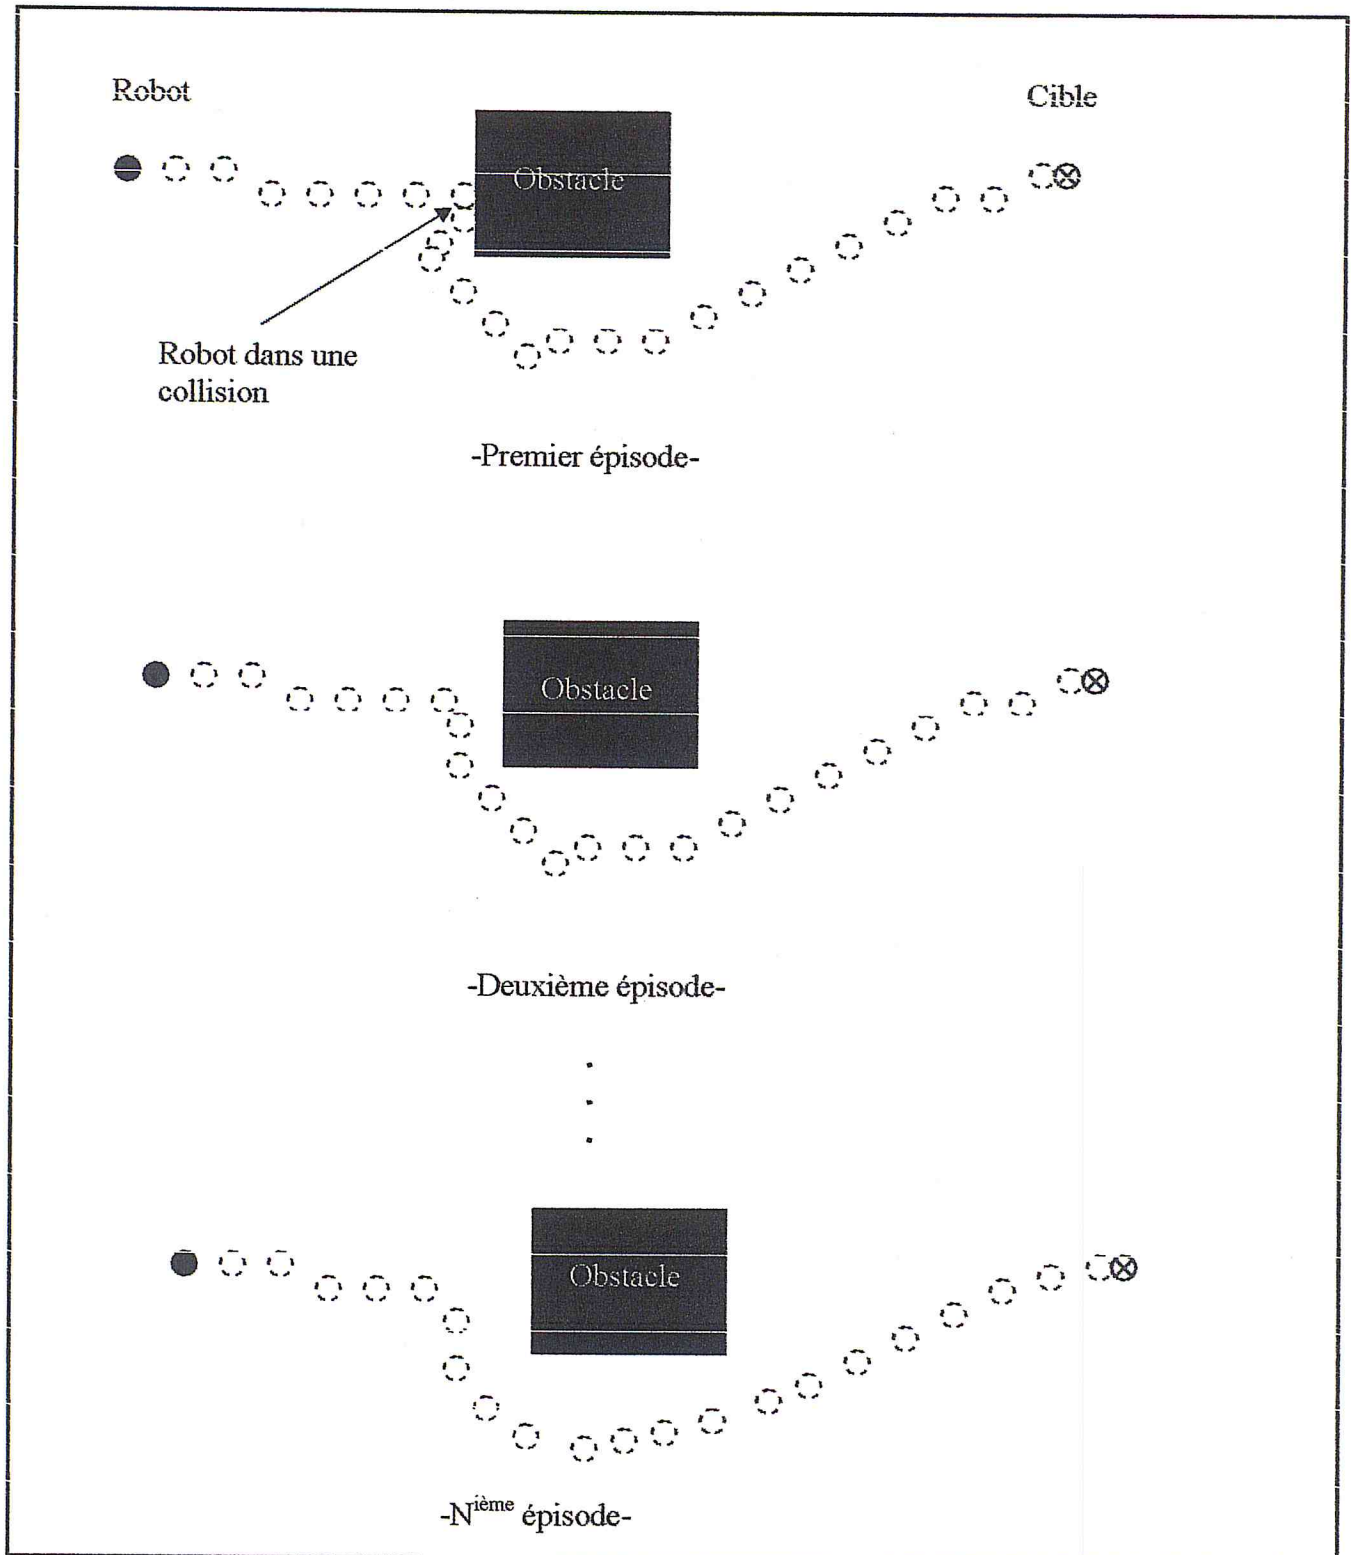 Robot
Cible
Obstacle
Robot dans une
collision
-Premier épisode-
Obstacle
-Deuxième épisode-
Obstacle
-Nième épisode-